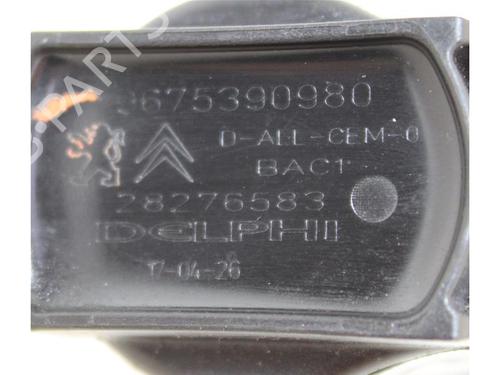 9675390980
D-ALL-CEM-0
BAC1
28276583
DELPHI
17-04-26